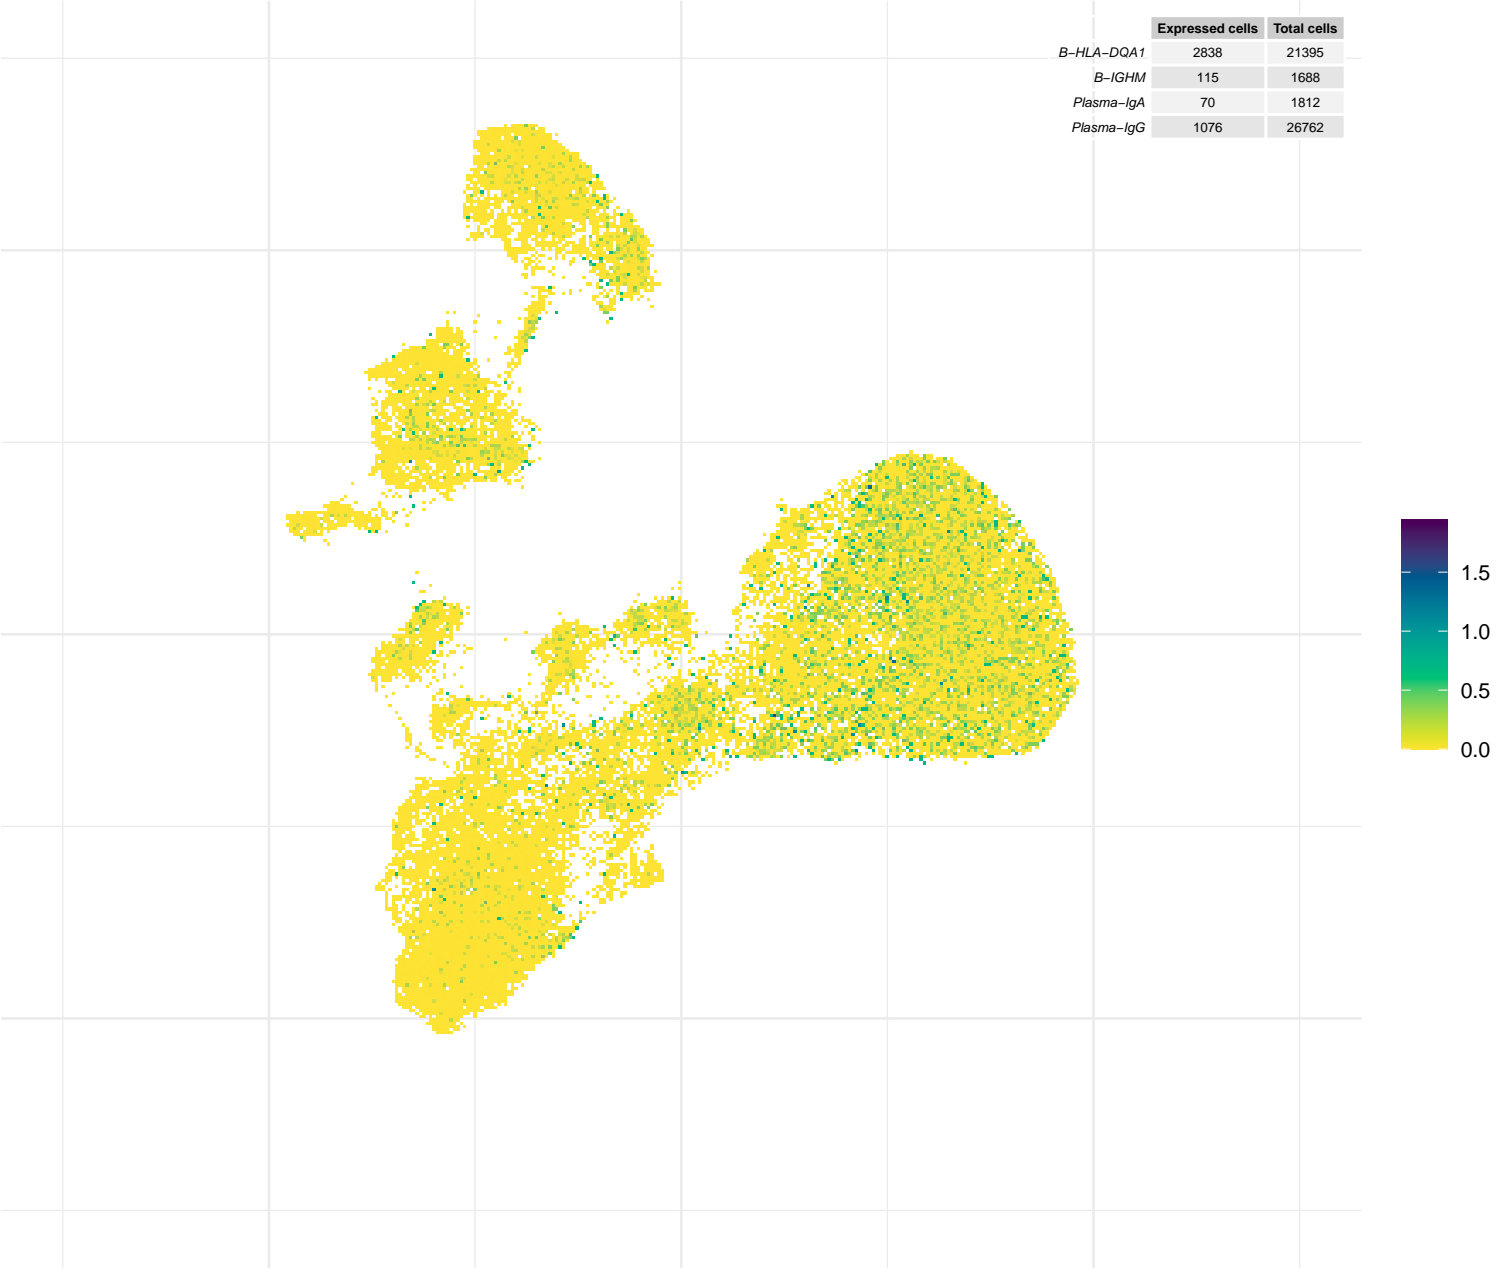 Expressed cells Total cells
B−HLA−DQA1 2838 21395
B−IGHM 115 1688
Plasma−IgA 70 1812
Plasma−IgG 1076 26762
1.5
1.0
0.5
0.0